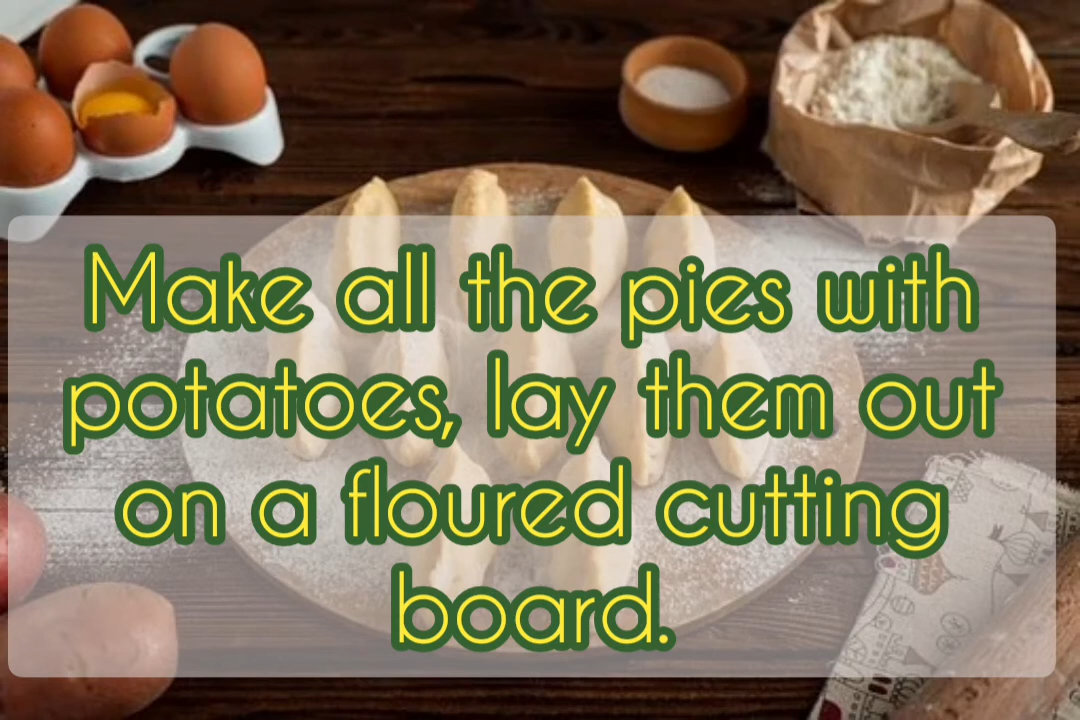 Make all the pies with
potatoes, lay them out
on a floured cutting
board.